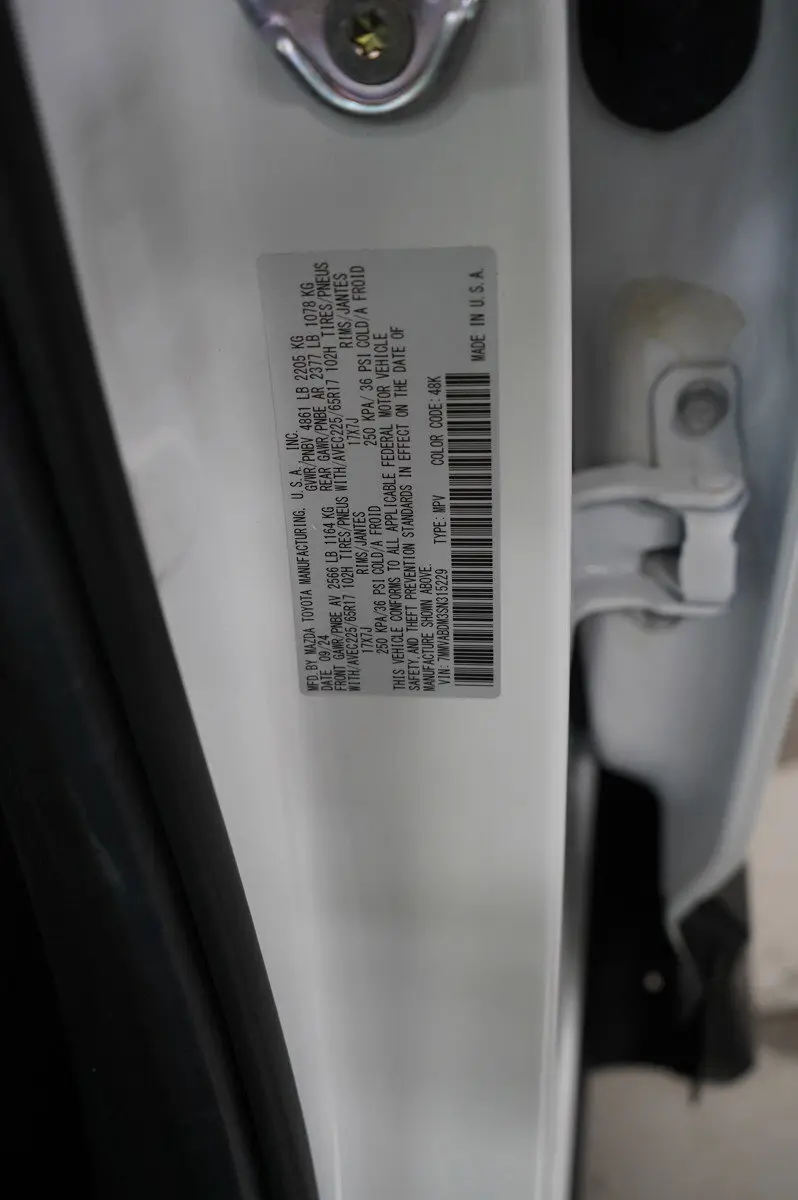 MFD.BY MAZDA TOYOTA MANUFACTURING, U.S.A., INC.
DATE 09/24 GVWR/PNBV 4861 LB 2205 KG
FRONT GAWR/PNBE AV 2566 LB 1164 KG REAR GAWR/PNBE AR 2377 LB 1078 KG
WITH/AVEC225/65R17 102H TIRES/PNEUS WITH/AVEC225/65R17 102H TIRES/PNEUS
17X7J RIMS/JANTES 17X7J RIMS/JANTES
250 KPA/36 PSI COLD/A FROID 250 KPA/ 36 PSI COLD/A FROID
THIS VEHICLE CONFORMS TO ALL APPLICABLE FEDERAL MOTOR VEHICLE
SAFETY, AND THEFT PREVENTION STANDARDS IN EFFECT ON THE DATE OF
MANUFACTURE SHOWN ABOVE.
VIN: 7MMVABDM3SN315229 TYPE: MPV COLOR CODE: 48K
MADE IN U.S.A.